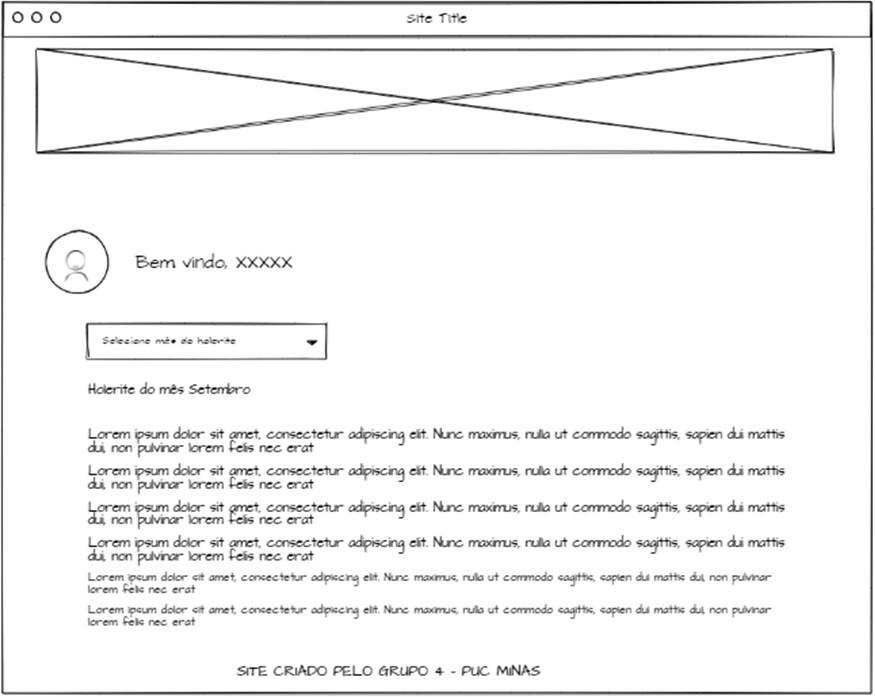 Site Title
Bem vindo, XXXXX
Selecione mês do holerite
Holerite do mês Setembro
Lorem ipsum dolor sit amet, consectetur adipiscing elit. Nunc maximus, nulla ut commodo sagittis, sapien dui mattis
dui, non pulvinar lorem felis nec erat
Lorem ipsum dolor sit amet, consectetur adipiscing elit. Nunc maximus, nulla ut commodo sagittis, sapien dui mattis
dui, non pulvinar lorem felis nec erat
Lorem ipsum dolor sit amet, consectetur adipiscing elit. Nunc maximus, nulla ut commodo sagittis, sapien dui mattis
dui, non pulvinar lorem felis nec erat
Lorem ipsum dolor sit amet, consectetur adipiscing elit. Nunc maximus, nulla ut commodo sagittis, sapien dui mattis
dui, non pulvinar lorem felis nec erat
Lorem ipsum dolor sit amet, consectetur adipiscing elit. Nunc maximus, nulla ut commodo sagittis, sapien dui mattis dui, non pulvinar
lorem felis nec erat
Lorem ipsum dolor sit amet, consectetur adipiscing elit. Nunc maximus, nulla ut commodo sagittis, sapien dui mattis dui, non pulvinar
lorem felis nec erat
SITE CRIADO PELO GRUPO 4 - PUC MINAS